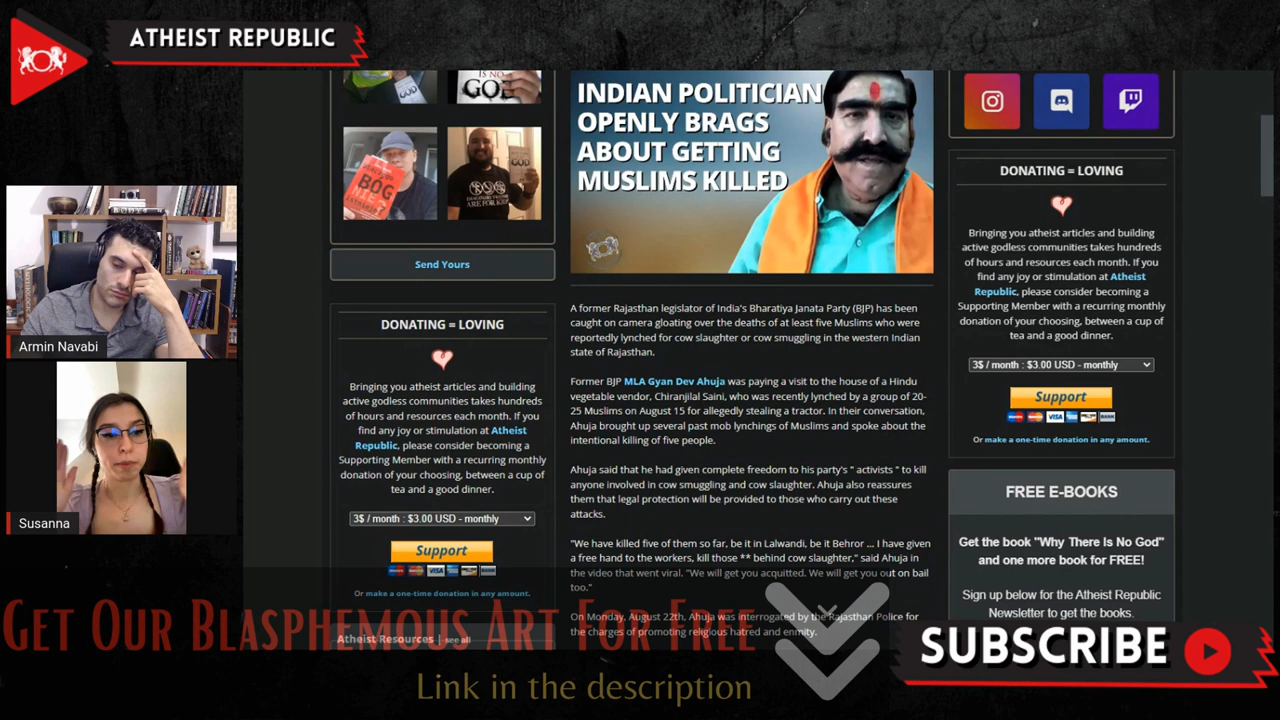 ATHEIST REPUBLIC
IS NO
GOD
BOG
Send Yours
DONATING = LOVING
Bringing you atheist articles and building
active godless communities takes hundreds
of hours and resources each month. If you
find any joy or stimulation at Atheist
Republic, please consider becoming a
Supporting Member with a recurring monthly
donation of your choosing, between a cup of
tea and a good dinner.
3$ / month : $3.00 USD - monthly
Support
VISA
BANK
Or make a one-time donation in any amount.
Atheist Resources | see all
INDIAN POLITICIAN
OPENLY BRAGS
ABOUT GETTING
MUSLIMS KILLED
A former Rajasthan legislator of India's Bharatiya Janata Party (BJP) has been
caught on camera gloating over the deaths of at least five Muslims who were
reportedly lynched for cow slaughter or cow smuggling in the western Indian
state of Rajasthan.
Former BJP MLA Gyan Dev Ahuja was paying a visit to the house of a Hindu
vegetable vendor, Chiranjilal Saini, who was recently lynched by a group of 20-
25 Muslims on August 15 for allegedly stealing a tractor. In their conversation,
Ahuja brought up several past mob lynchings of Muslims and spoke about the
intentional killing of five people.
Ahuja said that he had given complete freedom to his party's " activists " to kill
anyone involved in cow smuggling and cow slaughter. Ahuja also reassures
them that legal protection will be provided to those who carry out these
attacks.
"We have killed five of them so far, be it in Lalwandi, be it Behror ... I have given
a free hand to the workers, kill those ** behind cow slaughter," said Ahuja in
the video that went viral. "We will get you acquitted. We will get you out on bail
too."
On Monday, August 22th, Ahuja was interrogated by the Rajasthan Police for
the charges of promoting religious hatred and enmity.
DONATING = LOVING
Bringing you atheist articles and building
active godless communities takes hundreds
of hours and resources each month. If you
find any joy or stimulation at Atheist
Republic, please consider becoming a
Supporting Member with a recurring monthly
donation of your choosing, between a cup of
tea and a good dinner.
3$ / month : $3.00 USD - monthly
Support
VISA
BANK
Or make a one-time donation in any amount.
FREE E-BOOKS
Get the book "Why There Is No God"
and one more book for FREE!
Sign up below for the Atheist Republic
Newsletter to get the books.
Armin Navabi
Susanna
Get Our Blasphemous Art For Free
Link in the description
SUBSCRIBE